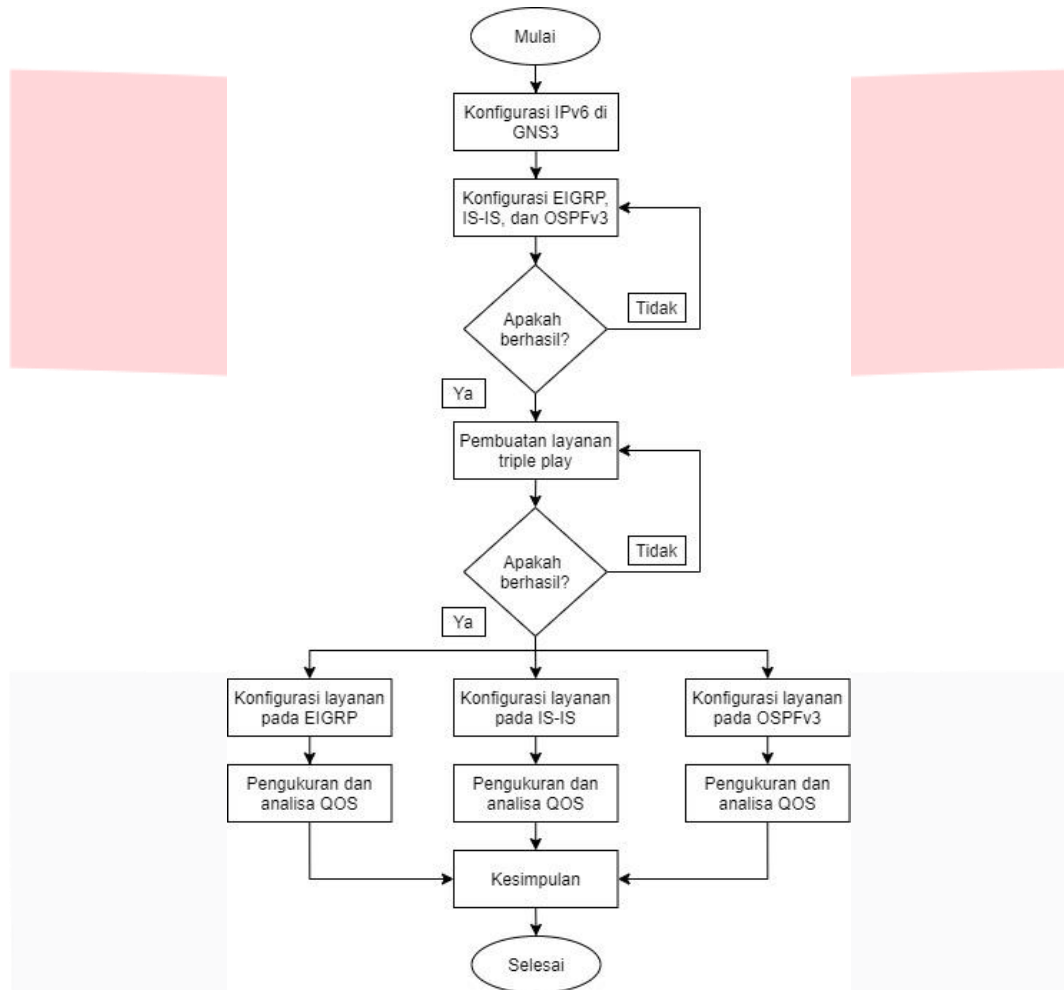 Mulai
Konfigurasi IPv6 di
GNS3
Konfigurasi EIGRP,
IS-IS, dan OSPFv3
Apakah
berhasil?
Tidak
Ya
Pembuatan layanan
triple play
Apakah
berhasil?
Tidak
Ya
Konfigurasi layanan
pada EIGRP
Konfigurasi layanan
pada IS-IS
Konfigurasi layanan
pada OSPFv3
Pengukuran dan
analisa QOS
Pengukuran dan
analisa QOS
Pengukuran dan
analisa QOS
Kesimpulan
Selesai